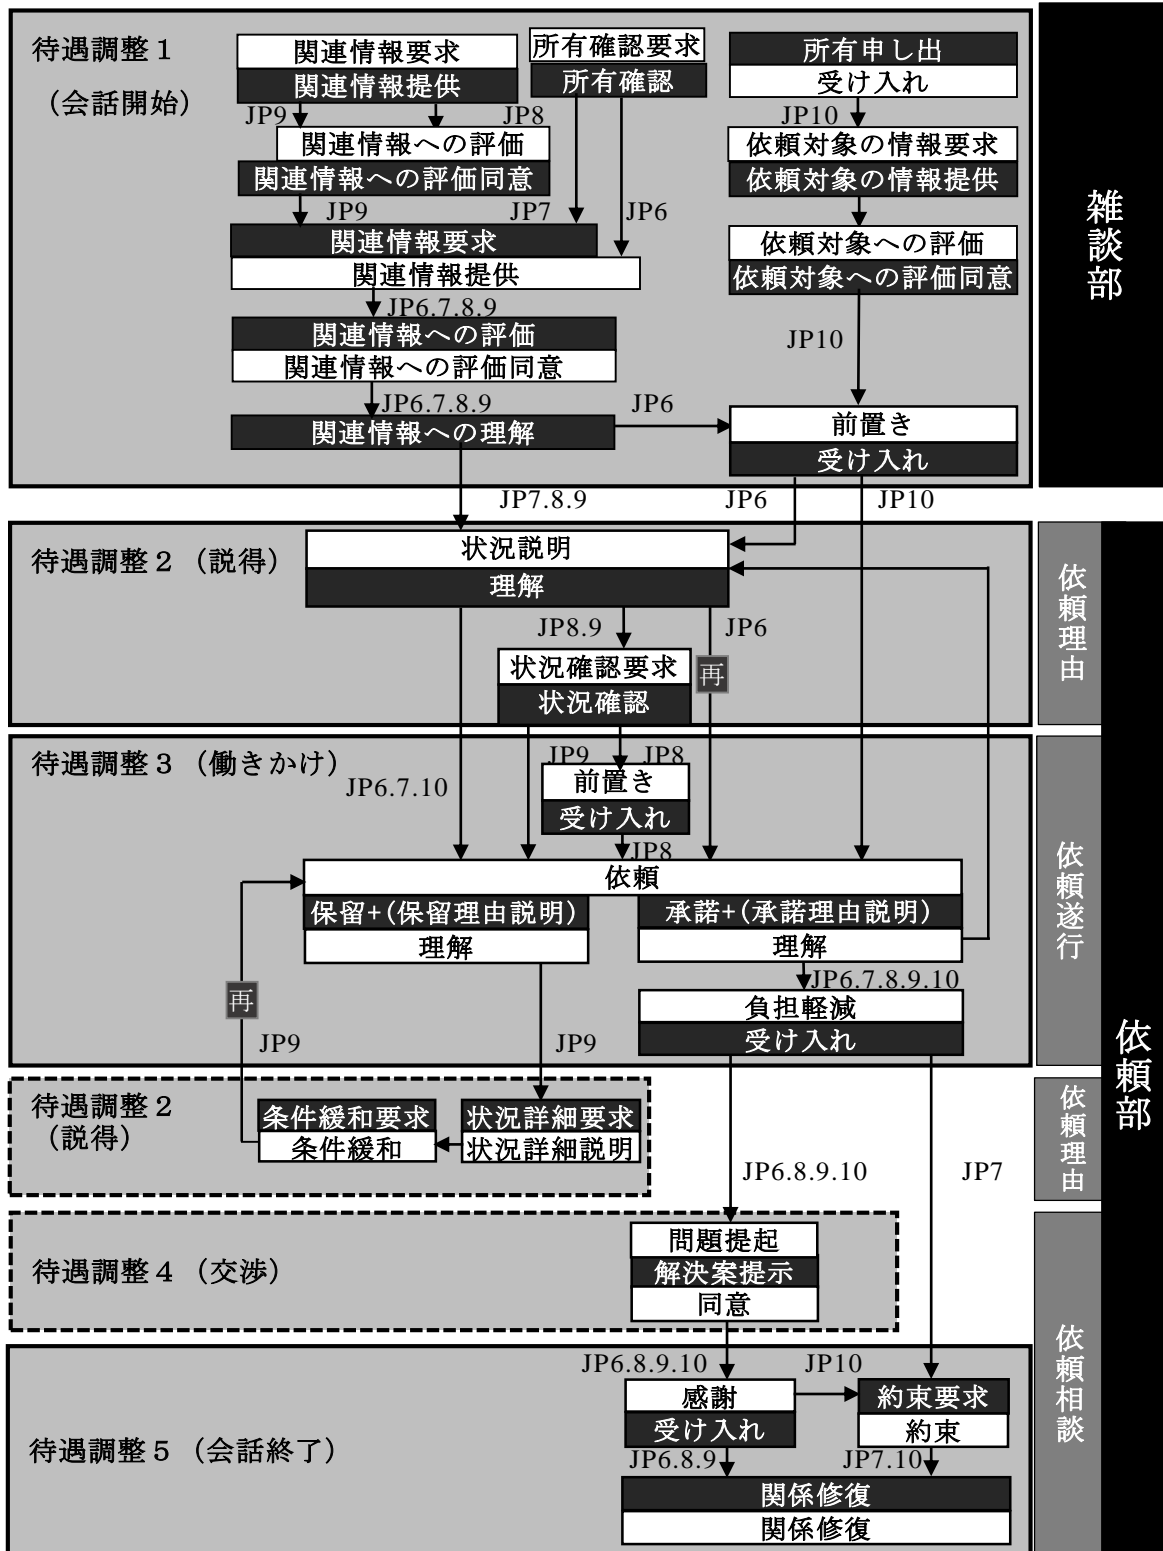 待遇調整１
（会話開始）
関連情報要求
関連情報提供
所有確認要求
所有確認
所有申し出
受け入れ
JP9
JP8
JP10
関連情報への評価
関連情報への評価同意
依頼対象の情報要求
依頼対象の情報提供
JP9
JP7
JP6
関連情報要求
関連情報提供
依頼対象への評価
依頼対象への評価同意
JP6.7.8.9
関連情報への評価
関連情報への評価同意
JP10
JP6.7.8.9
JP6
関連情報への理解
前置き
受け入れ
雑談部
JP7.8.9
JP6
JP10
待遇調整２（説得）
状況説明
理解
JP8.9
JP6
状況確認要求
状況確認
再
依頼理由
待遇調整３（働きかけ）
JP6.7.10
JP9
JP8
前置き
受け入れ
JP8
依頼
保留+(保留理由説明)
理解
承諾+(承諾理由説明)
理解
JP6.7.8.9.10
再
負担軽減
受け入れ
JP9
JP9
依頼遂行
依頼部
待遇調整２
（説得）
条件緩和要求
条件緩和
状況詳細要求
状況詳細説明
依頼理由
JP6.8.9.10
JP7
待遇調整４（交渉）
問題提起
解決案提示
同意
JP6.8.9.10
JP10
待遇調整５（会話終了）
感謝
受け入れ
約束要求
約束
JP6.8.9
JP7.10
関係修復
関係修復
依頼相談